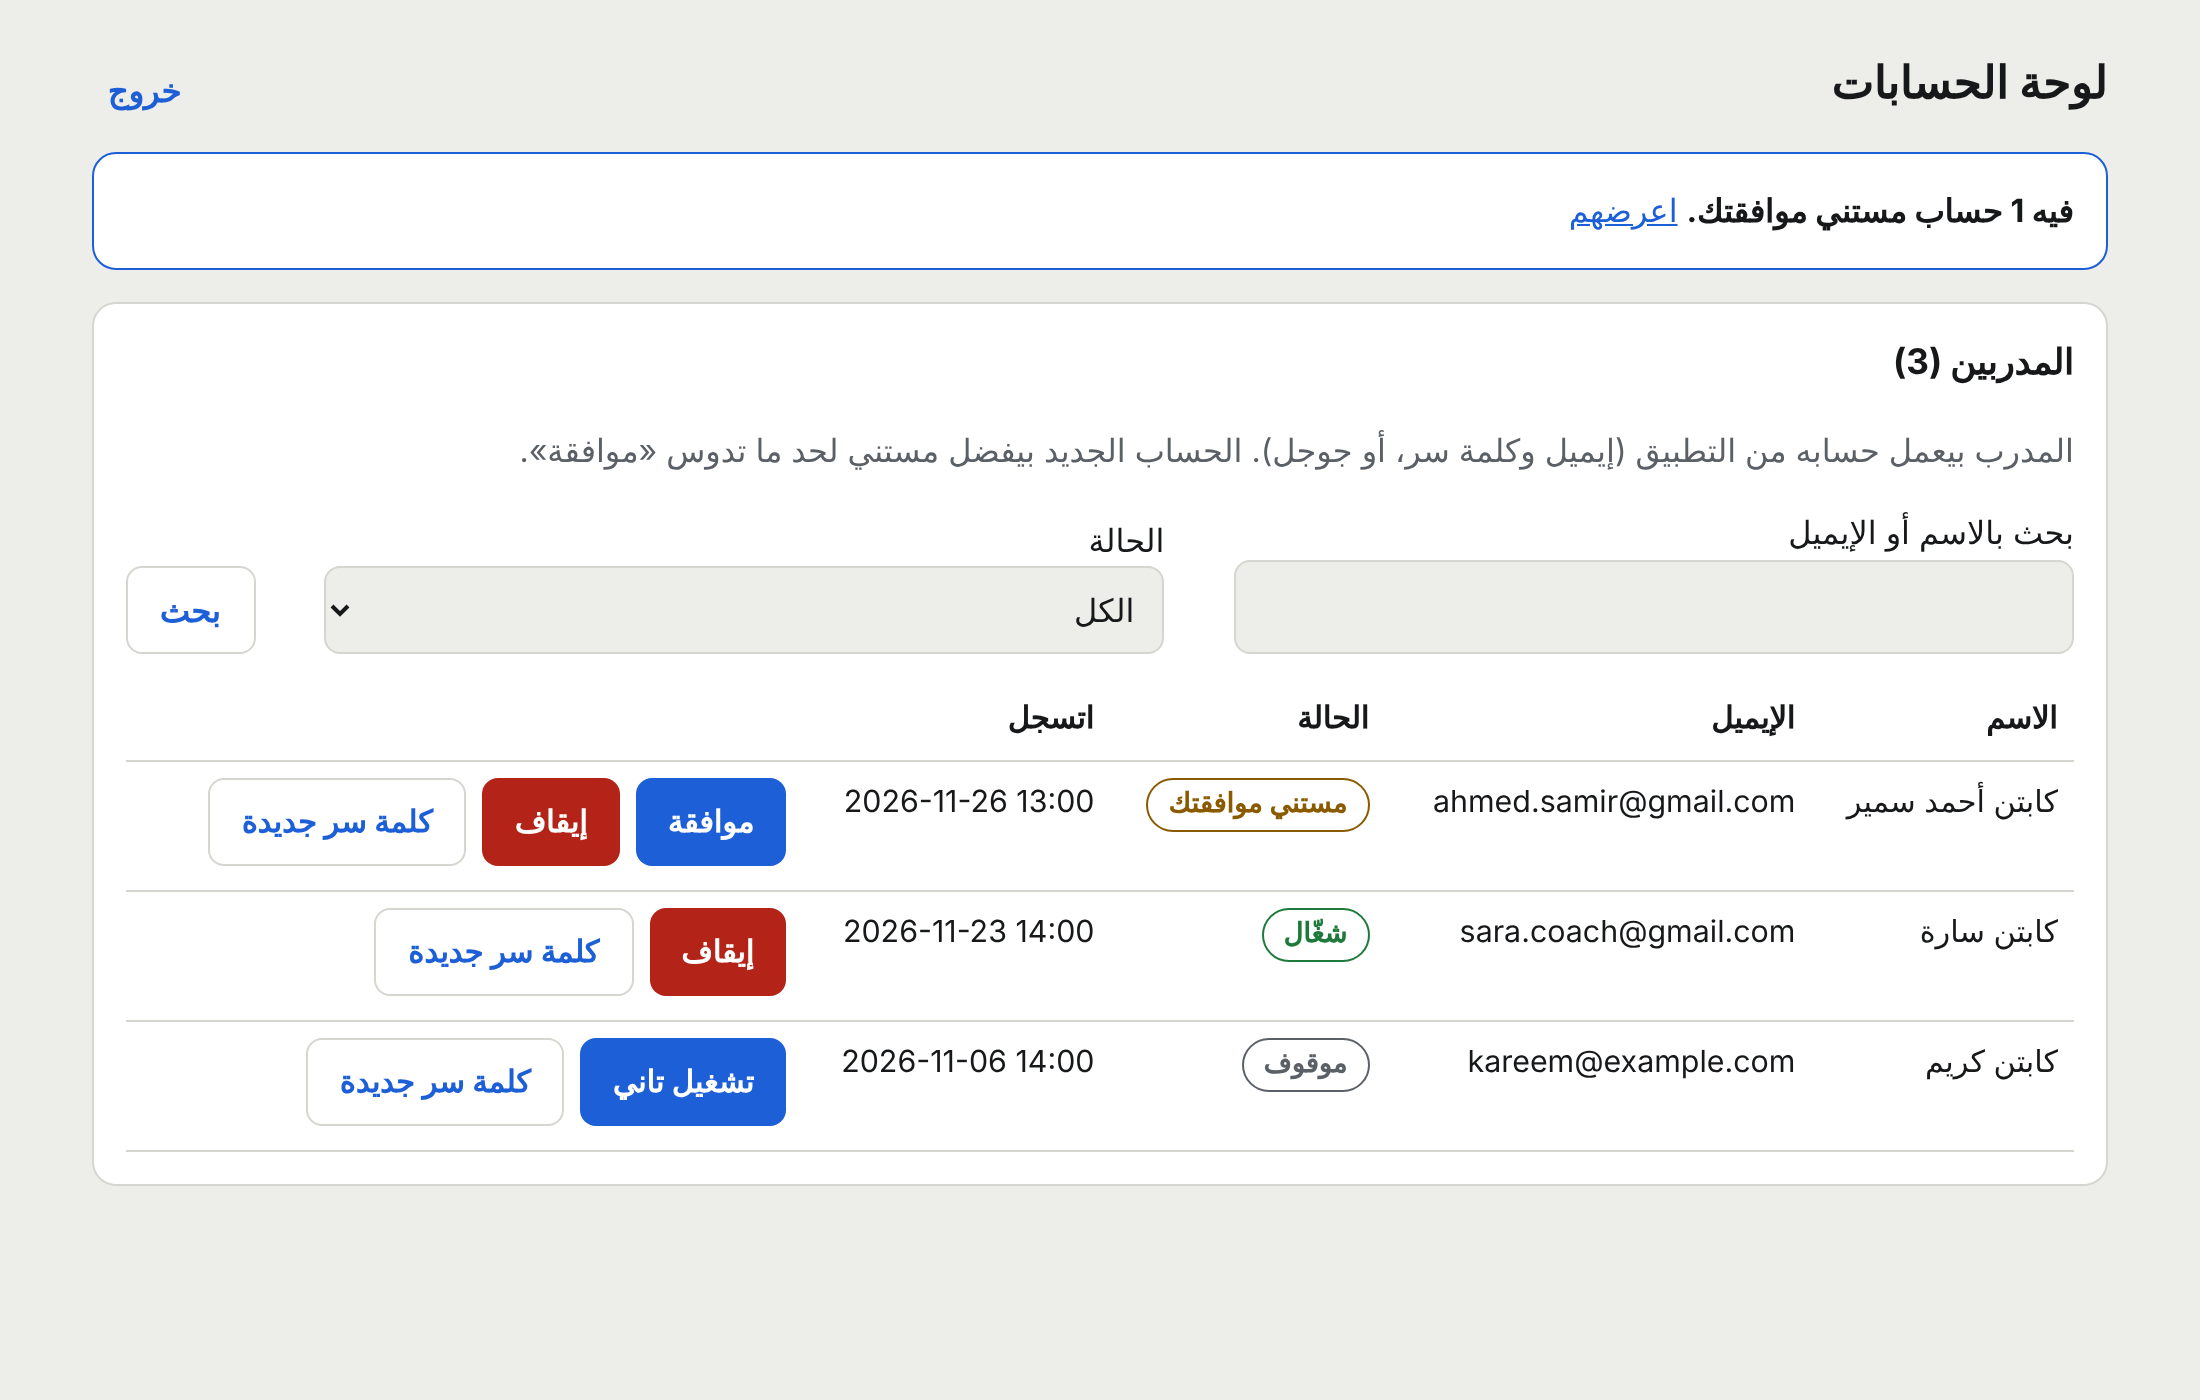 لوحة الحسابات
خروج
فيه 1 حساب مستني موافقتك. اعرضهم
المدربين (3)
المدرب بيعمل حسابه من التطبيق (إيميل وكلمة سر، أو جوجل). الحساب الجديد بيفضل مستني لحد ما تدوس «موافقة».
بحث بالاسم أو الإيميل
الحالة
الكل
بحث
الاسم الإيميل الحالة اتسجل
كابتن أحمد سمير ahmed.samir@gmail.com مستني موافقتك 2026-11-26 13:00 موافقة إيقاف كلمة سر جديدة
كابتن سارة sara.coach@gmail.com شغّال 2026-11-23 14:00 إيقاف كلمة سر جديدة
كابتن كريم kareem@example.com موقوف 2026-11-06 14:00 تشغيل تاني كلمة سر جديدة